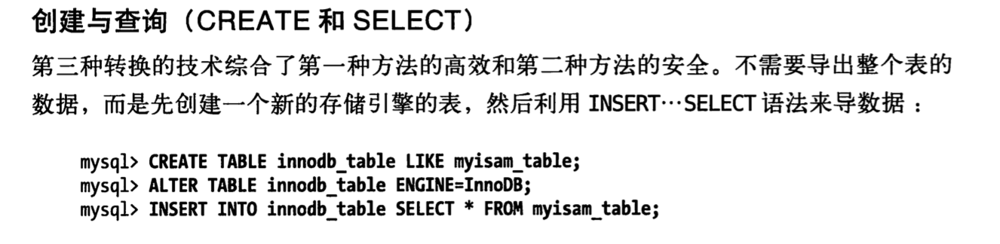 创建与查询（CREATE 和 SELECT）
第三种转换的技术综合了第一种方法的高效和第二种方法的安全。不需要导出整个表的
数据，而是先创建一个新的存储引擎的表，然后利用 INSERT…SELECT 语法来导数据：
mysql> CREATE TABLE innodb_table LIKE myisam_table;
mysql> ALTER TABLE innodb_table ENGINE=InnoDB;
mysql> INSERT INTO innodb_table SELECT * FROM myisam_table;